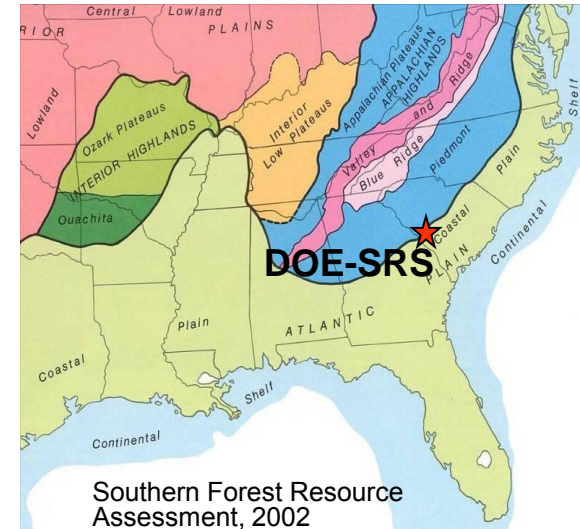 Central Lowland
RIOR
PLAINS
Lowland
Ozark Plateaus
INTERIOR HIGHLANDS
Ouachita
Interior
Low Plateaus
Appalachian Plateaus
APPALACHIAN
HIGHLANDS
Valley and Ridge
Blue Ridge
Piedmont
Shelf
Plain
Coastal
PLAIN
Continental
DOE-SRS
ATLANTIC
Plain
Coastal
Shelf
Continental
Southern Forest Resource
Assessment, 2002